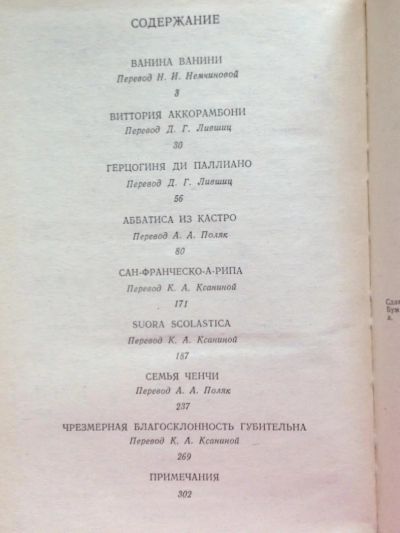 СОДЕРЖАНИЕ
ВАНИНА ВАНИНИ
Перевод Н. И. Немчиновой
3
ВИТТОРИЯ АККОРАМБОНИ
Перевод Д. Г. Лившиц
30
ГЕРЦОГИНЯ ДИ ПАЛЛИАНО
Перевод Д. Г. Лившиц
56
АББАТИСА ИЗ КАСТРО
Перевод А. А. Поляк
80
САН-ФРАНЧЕСКО-А-РИПА
Перевод К. А. Ксаниной
171
SUORA SCOLASTICA
Перевод К. А. Ксаниной
187
СЕМЬЯ ЧЕНЧИ
Перевод А. А. Поляк
237
ЧРЕЗМЕРНАЯ БЛАГОСКЛОННОСТЬ ГУБИТЕЛЬНА
Перевод К. А. Ксаниной
269
ПРИМЕЧАНИЯ
302